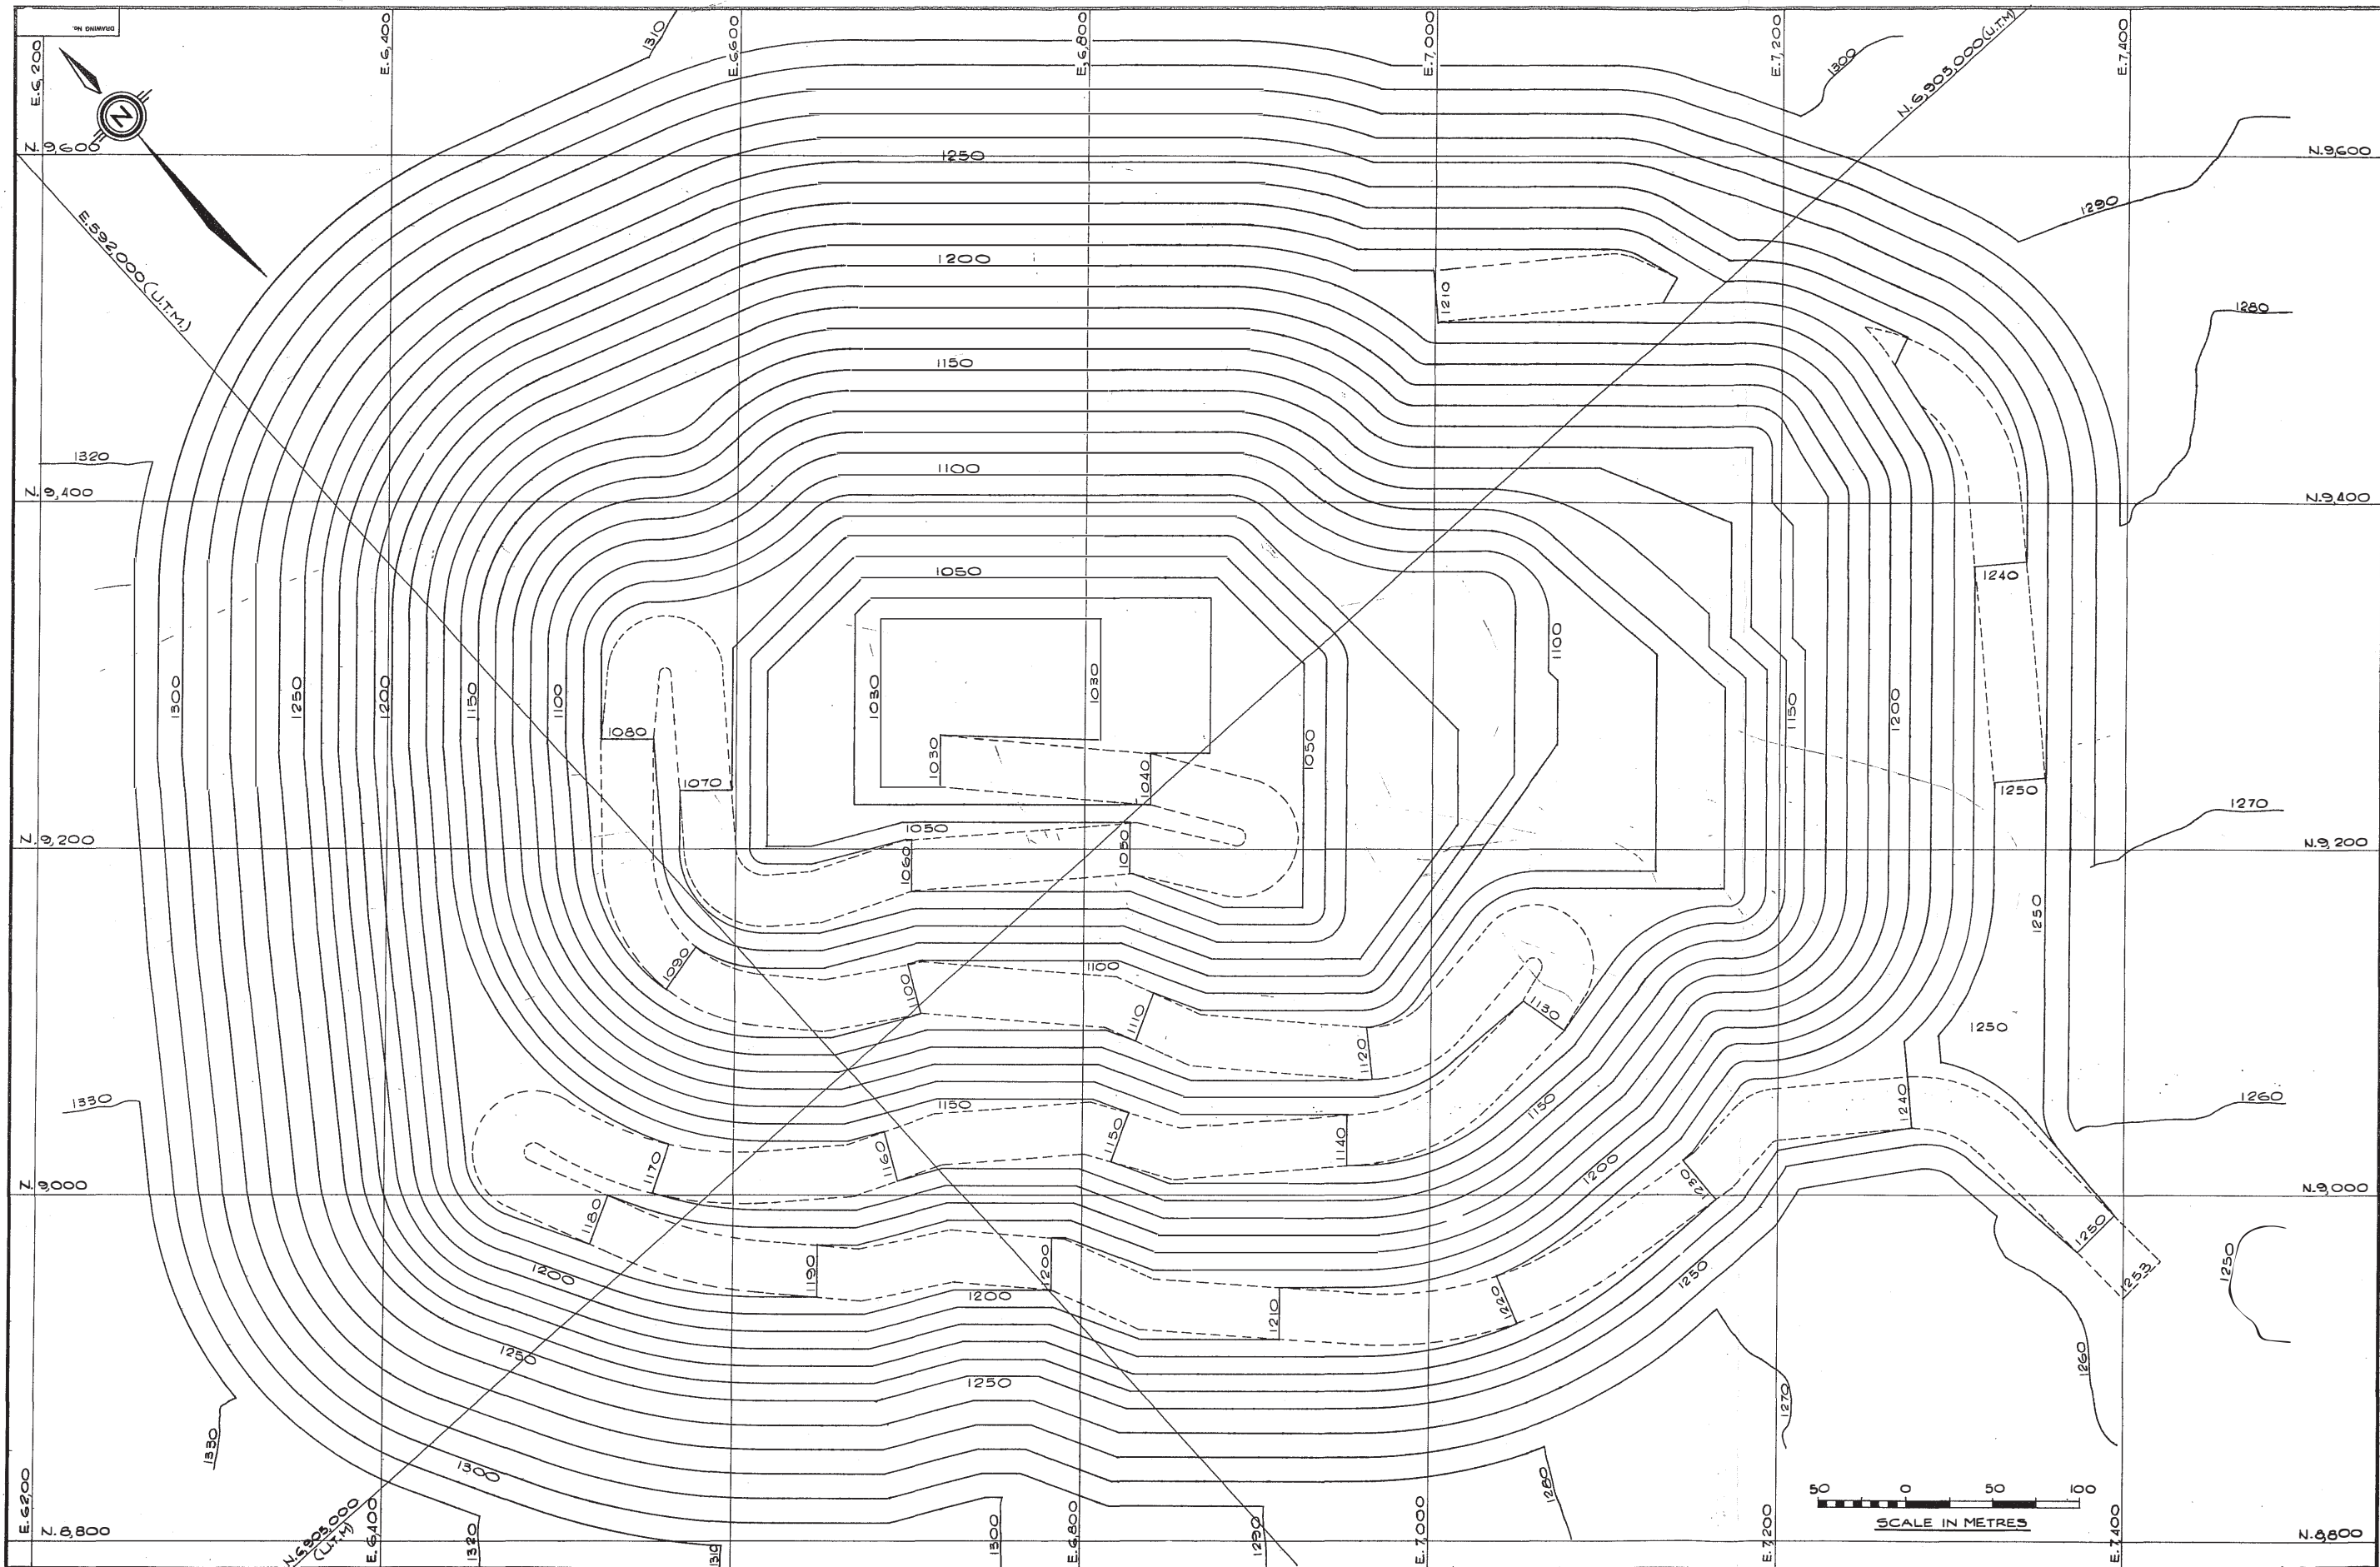 DRAWING No.
E.6,200
E.6,400
1310
E.6,600
E.6,800
E.7,000
E.7,200
1300
N.6,905,000 (U.T.M)
E.7,400
N
N.9,600
1250
N.9,600
E.592,000 (U.T.M.)
1290
1200
1210
1280
1150
1320
1100
N.9,400
N.9,400
1050
1240
1100
1300
1250
1200
1150
1100
1030
1030
1150
1200
1080
1030
1050
1070
1040
1250
1270
1050
N.9,200
1060
1050
N.9,200
1250
1090
1100
1100
1110
1130
1250
1120
1330
1150
1150
1240
1260
1170
1160
1150
1140
1200
1230
N.9,000
N.9,000
1180
1190
1200
1200
1200
1250
1250
1250
1210
1220
1253
1250
1250
1260
1330
1270
1300
1280
50 0 50 100
SCALE IN METRES
E.6,200
N.8,800
N.6,905,000
(U.T.M)
E.6,400
1320
1310
1300
E.6,800
1290
E.7,000
E.7,200
E.7,400
N.8,800